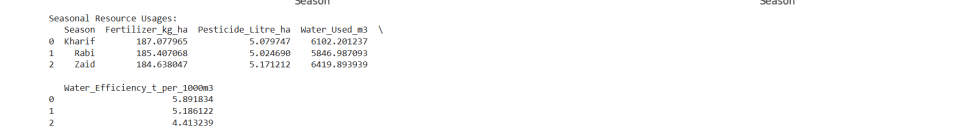 Season Season
Seasonal Resource Usages:
Season Fertilizer_kg_ha Pesticide_Litre_ha Water_Used_m3 \
0 Kharif 187.077965 5.079747 6102.201237
1 Rabi 185.407068 5.024690 5846.987093
2 Zaid 184.638047 5.171212 6419.893939
Water_Efficiency_t_per_1000m3
0 5.891834
1 5.186122
2 4.413239